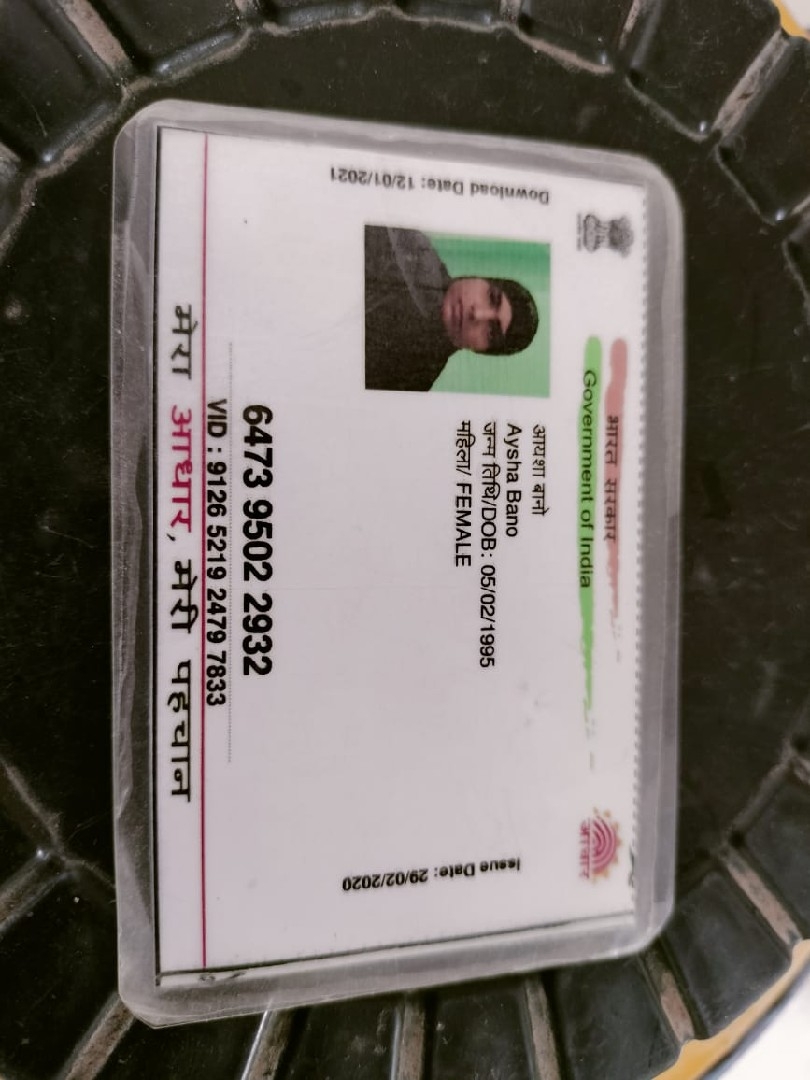 भारत सरकार
Government of India
Download Date: 12/01/2021
आयशा बानो
Aysha Bano
जन्म तिथि/DOB: 05/02/1995
महिला/ FEMALE
Issue Date: 29/02/2020
6473 9502 2932
VID : 9126 5219 2479 7833
मेरा आधार, मेरी पहचान
आधार